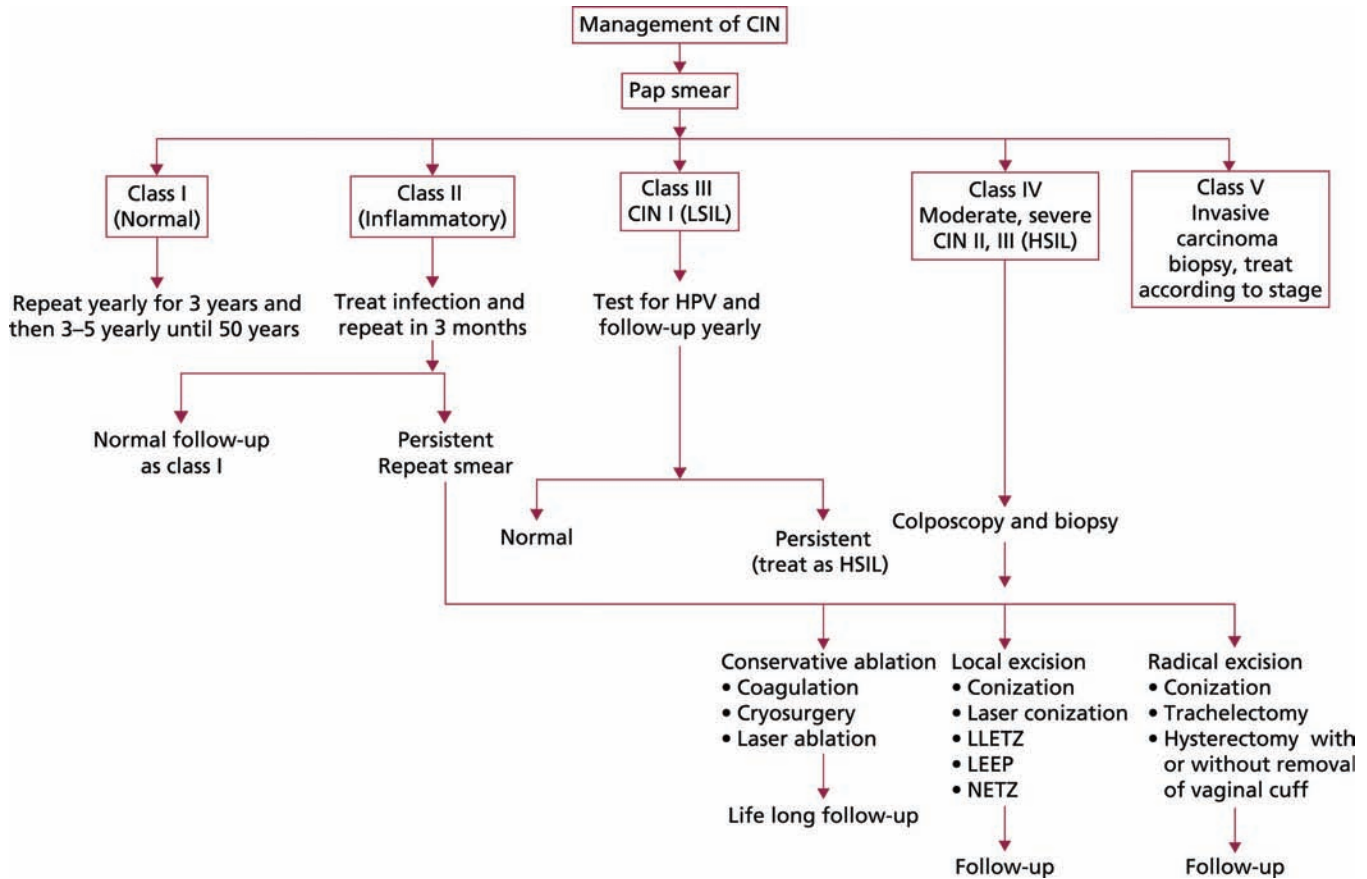 Management of CIN
Pap smear
Class I
(Normal)
Class II
(Inflammatory)
Class III
CIN I (LSIL)
Class IV
Moderate, severe
CIN II, III (HSIL)
Class V
Invasive
carcinoma
biopsy, treat
according to stage
Repeat yearly for 3 years and
then 3–5 yearly until 50 years
Treat infection and
repeat in 3 months
Test for HPV and
follow-up yearly
Normal follow-up
as class I
Persistent
Repeat smear
Normal
Persistent
(treat as HSIL)
Colposcopy and biopsy
Conservative ablation
• Coagulation
• Cryosurgery
• Laser ablation
Life long follow-up
Local excision
• Conization
• Laser conization
• LLETZ
• LEEP
• NETZ
Follow-up
Radical excision
• Conization
• Trachelectomy
• Hysterectomy with
or without removal
of vaginal cuff
Follow-up